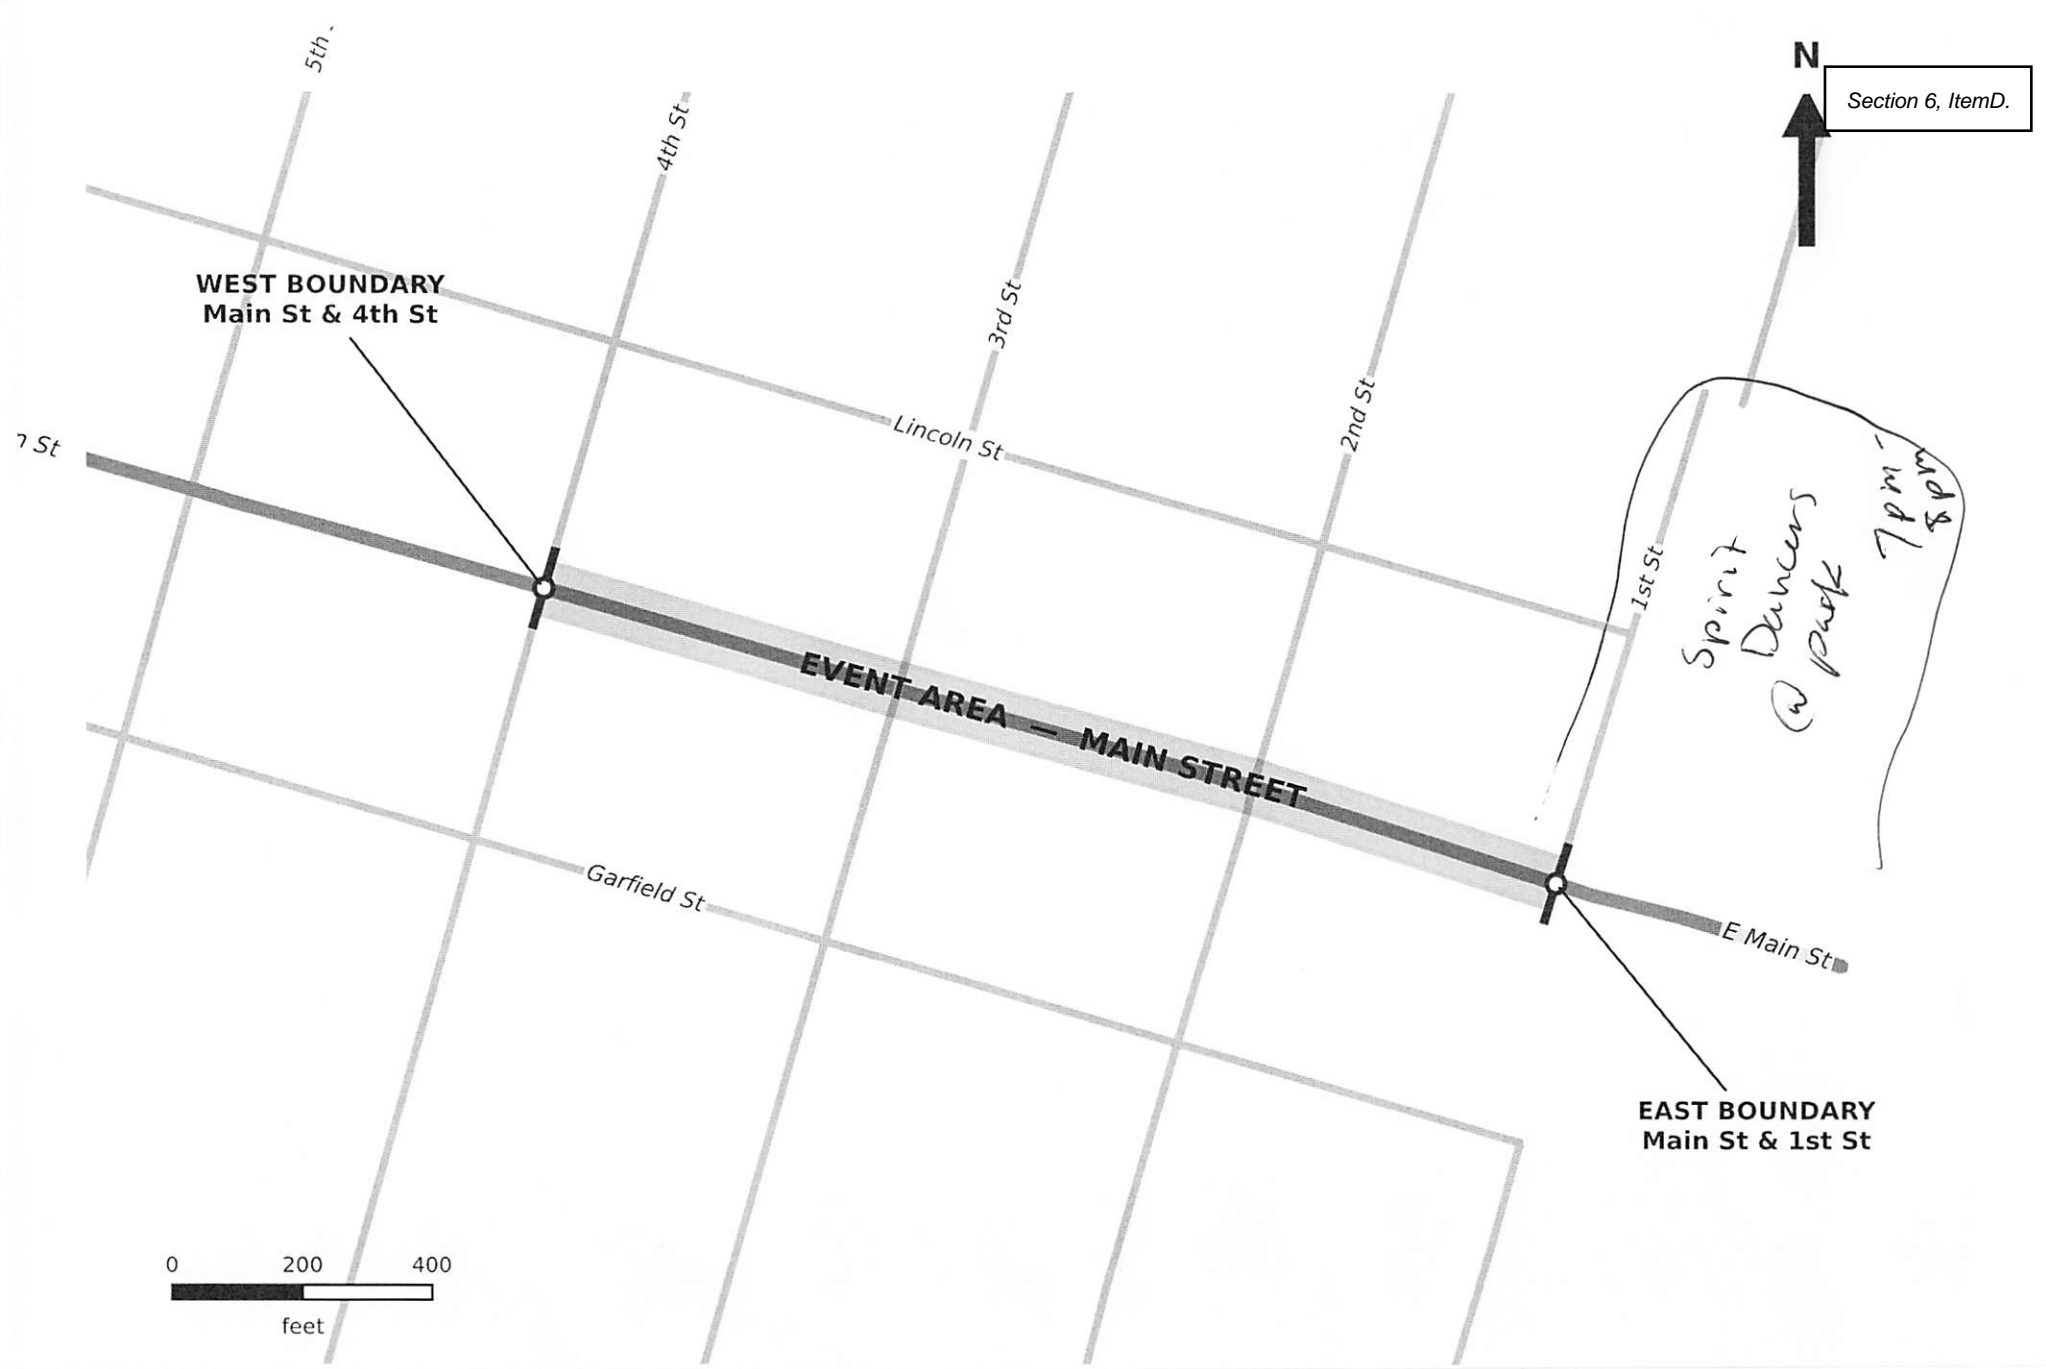 5th -
N
Section 6, ItemD.
4th St
WEST BOUNDARY
Main St & 4th St
3rd St
2nd St
Lincoln St
n St
1st St
Spirit
Dancers
@ park
7pm -
8pm
EVENT AREA — MAIN STREET
Garfield St
E Main St
EAST BOUNDARY
Main St & 1st St
0 200 400
feet